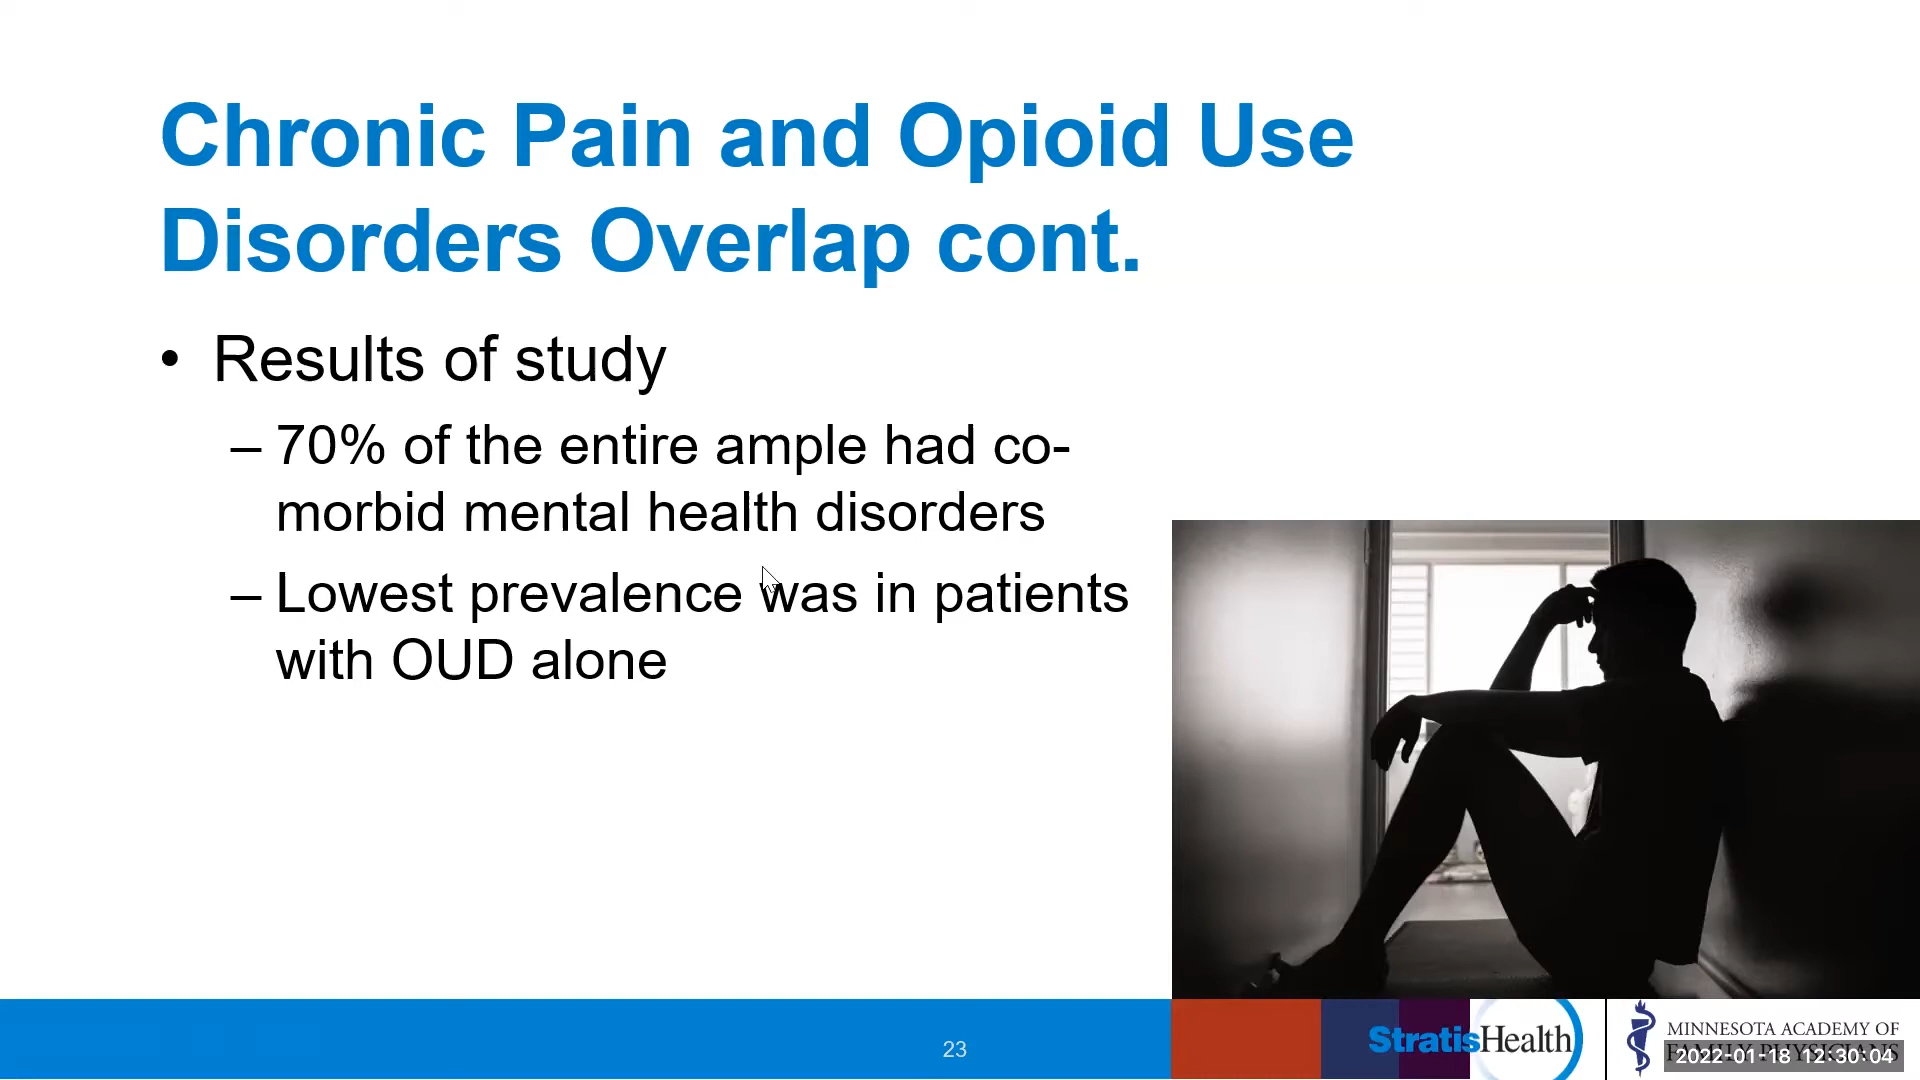 Chronic Pain and Opioid Use
Disorders Overlap cont.
• Results of study
– 70% of the entire ample had co-
morbid mental health disorders
– Lowest prevalence was in patients
with OUD alone
23
StratisHealth
MINNESOTA ACADEMY OF
FAMILY PHYSICIANS
2022-01-18 12:30:04